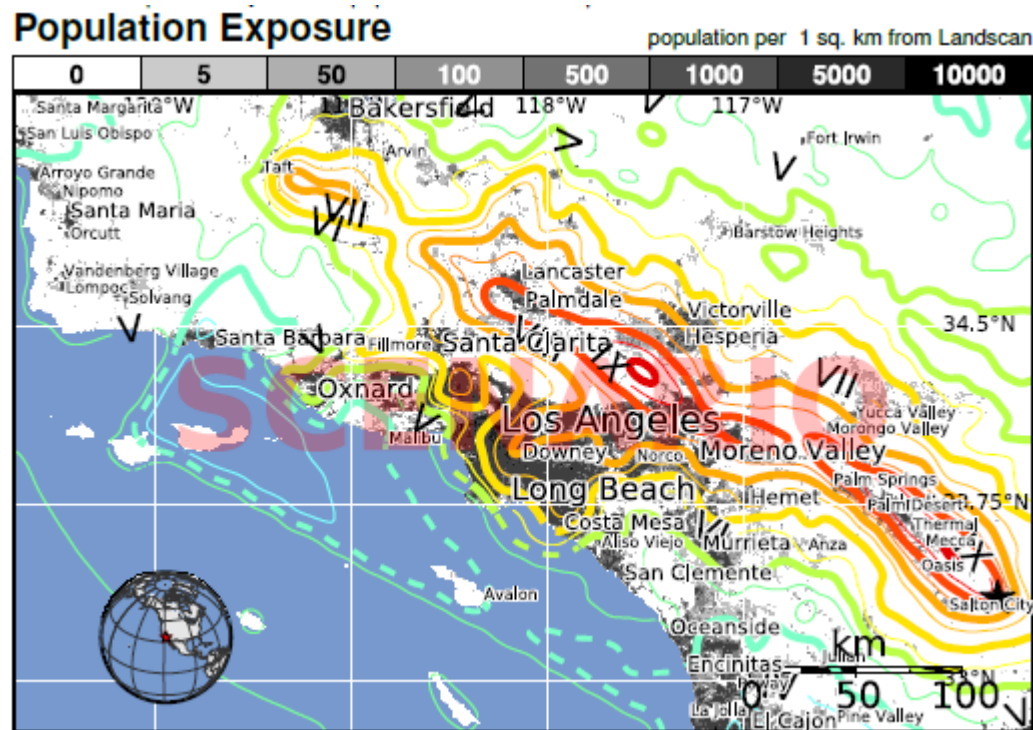 Population Exposure
population per 1 sq. km from Landscan
0 5 50 100 500 1000 5000 10000
Santa Margarita
Bakersfield
118°W
117°W
San Luis Obispo
Fort Irwin
V
V
Arvin
Taft
Arroyo Grande
Nipomo
Santa Maria
VII
VI
Orcutt
Barstow Heights
Vandenberg Village
Lompoc
Solvang
Lancaster
Palmdale
Victorville
V
34.5°N
Santa Barbara
Fillmore
Santa Clarita
Hesperia
IX
SCENARIO
VII
Oxnard
V
Malibu
Los Angeles
Yucca Valley
Morongo Valley
Downey
Norco
Moreno Valley
Palm Springs
Long Beach
Hemet
Palm Desert
33.75°N
Costa Mesa
VI
Thermal
Aliso Viejo
Murrieta
Anza
Mecca
X
Oasis
San Clemente
Avalon
Salton City
Oceanside
km
Encinitas
Julian
33°N
Poway
0 50 100
La Jolla
El Cajon
Pine Valley
V